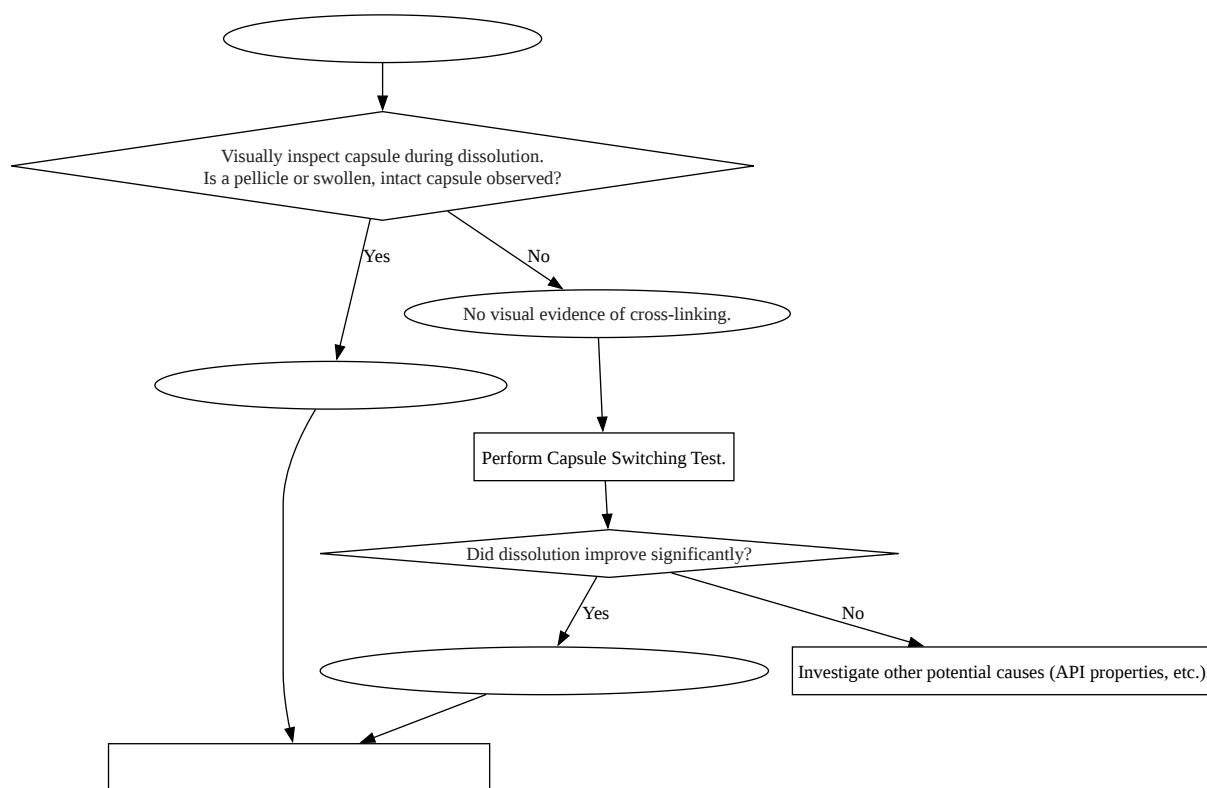 Visually inspect capsule during dissolution.
Is a pellicle or swollen, intact capsule observed?
Yes
No
No visual evidence of cross-linking.
Perform Capsule Switching Test.
Did dissolution improve significantly?
Yes
No
Investigate other potential causes (API properties, etc.)